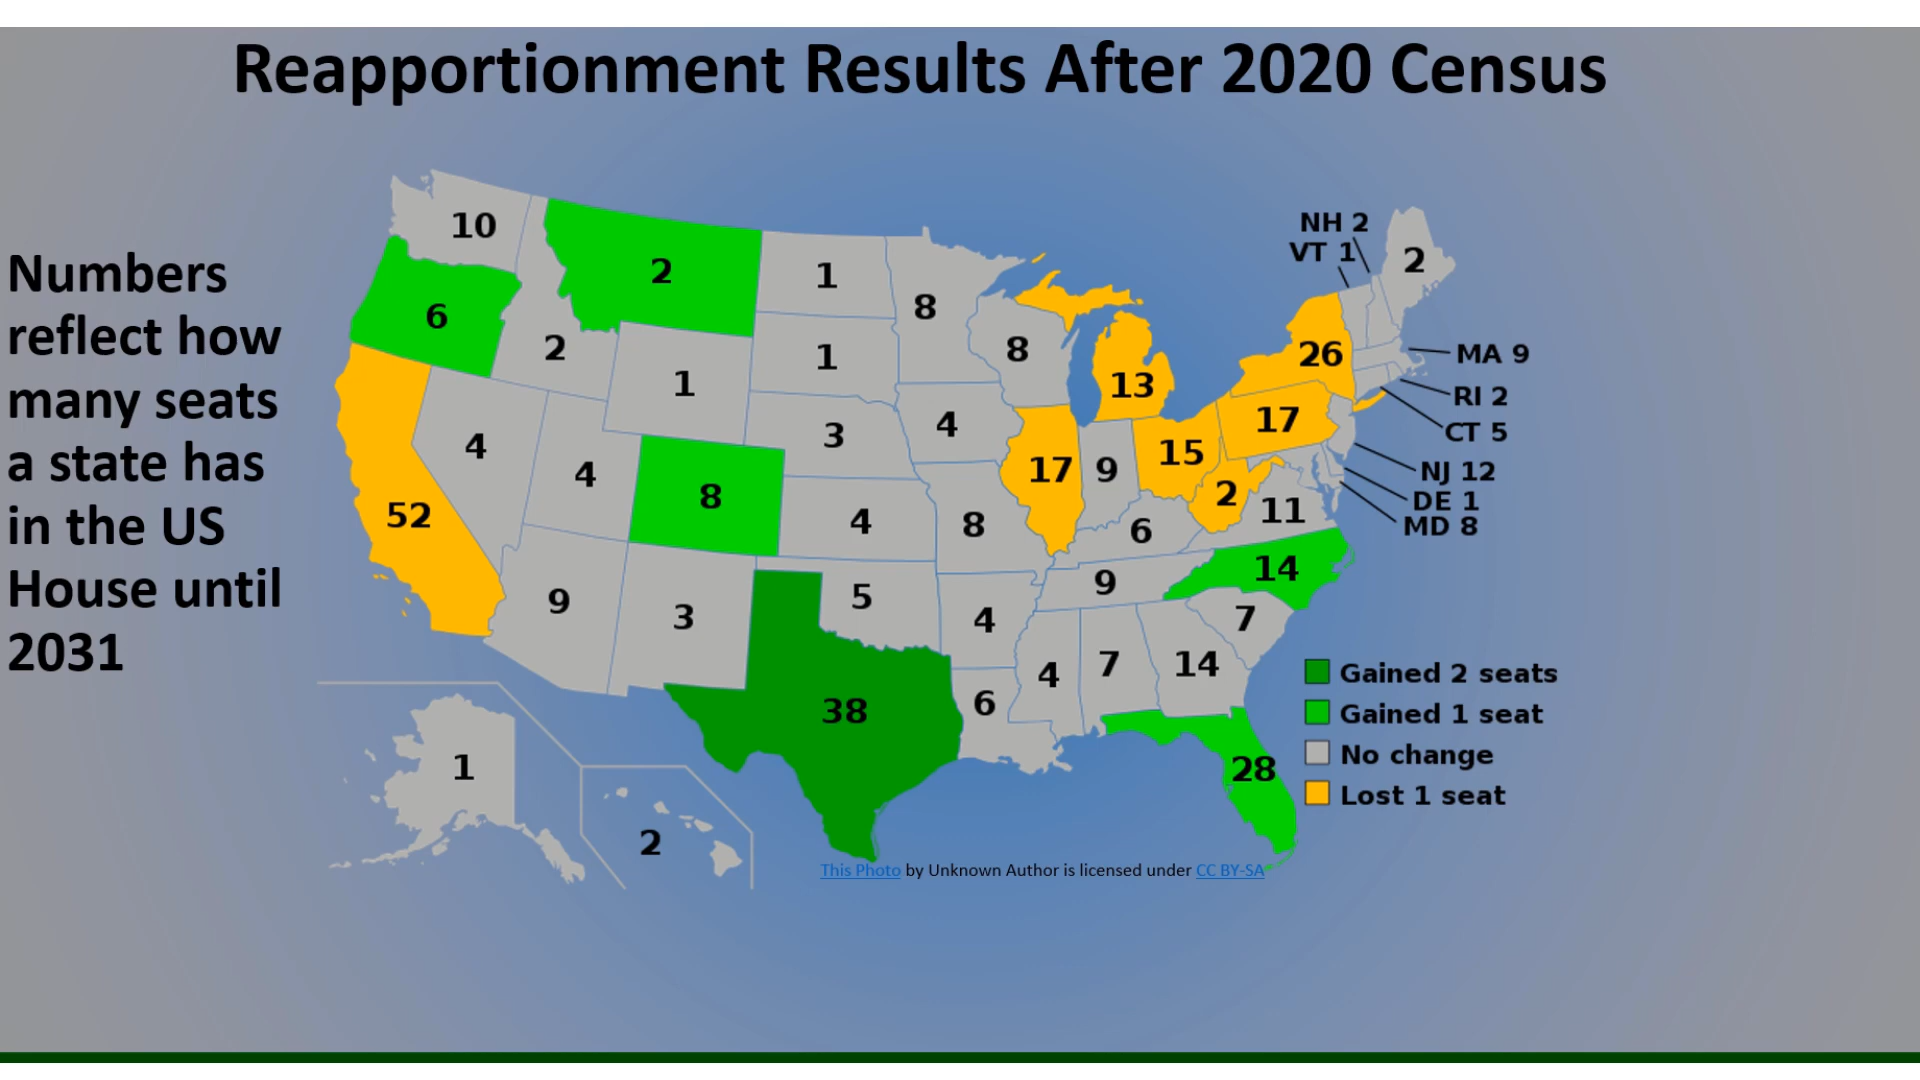 Reapportionment Results After 2020 Census
Numbers
reflect how
many seats
a state has
in the US
House until
2031
10
6
2
2
1
1
1
8
8
13
26
2
NH 2
VT 1
MA 9
RI 2
CT 5
NJ 12
DE 1
MD 8
52
4
4
8
3
4
4
8
17
9
15
17
2
11
6
9
14
7
9
3
5
4
38
6
4
7
14
28
1
2
Gained 2 seats
Gained 1 seat
No change
Lost 1 seat
This Photo by Unknown Author is licensed under CC BY-SA